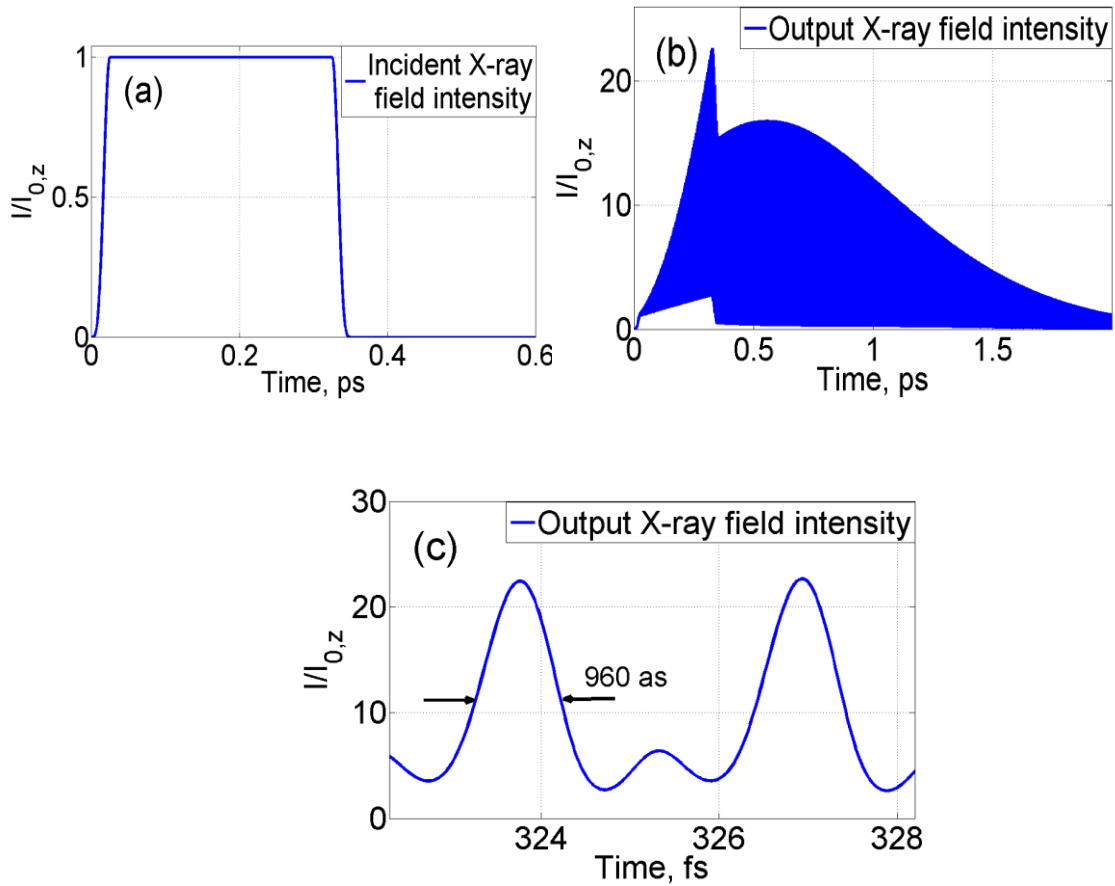 (a)
Incident X-ray
field intensity
I/I0,z
1
0.5
0
0 0.2 0.4 0.6
Time, ps
(b)
Output X-ray field intensity
I/I0,z
20
10
0
0 0.5 1 1.5
Time, ps
(c)
Output X-ray field intensity
I/I0,z
30
20
10
0
960 as
324 326 328
Time, fs